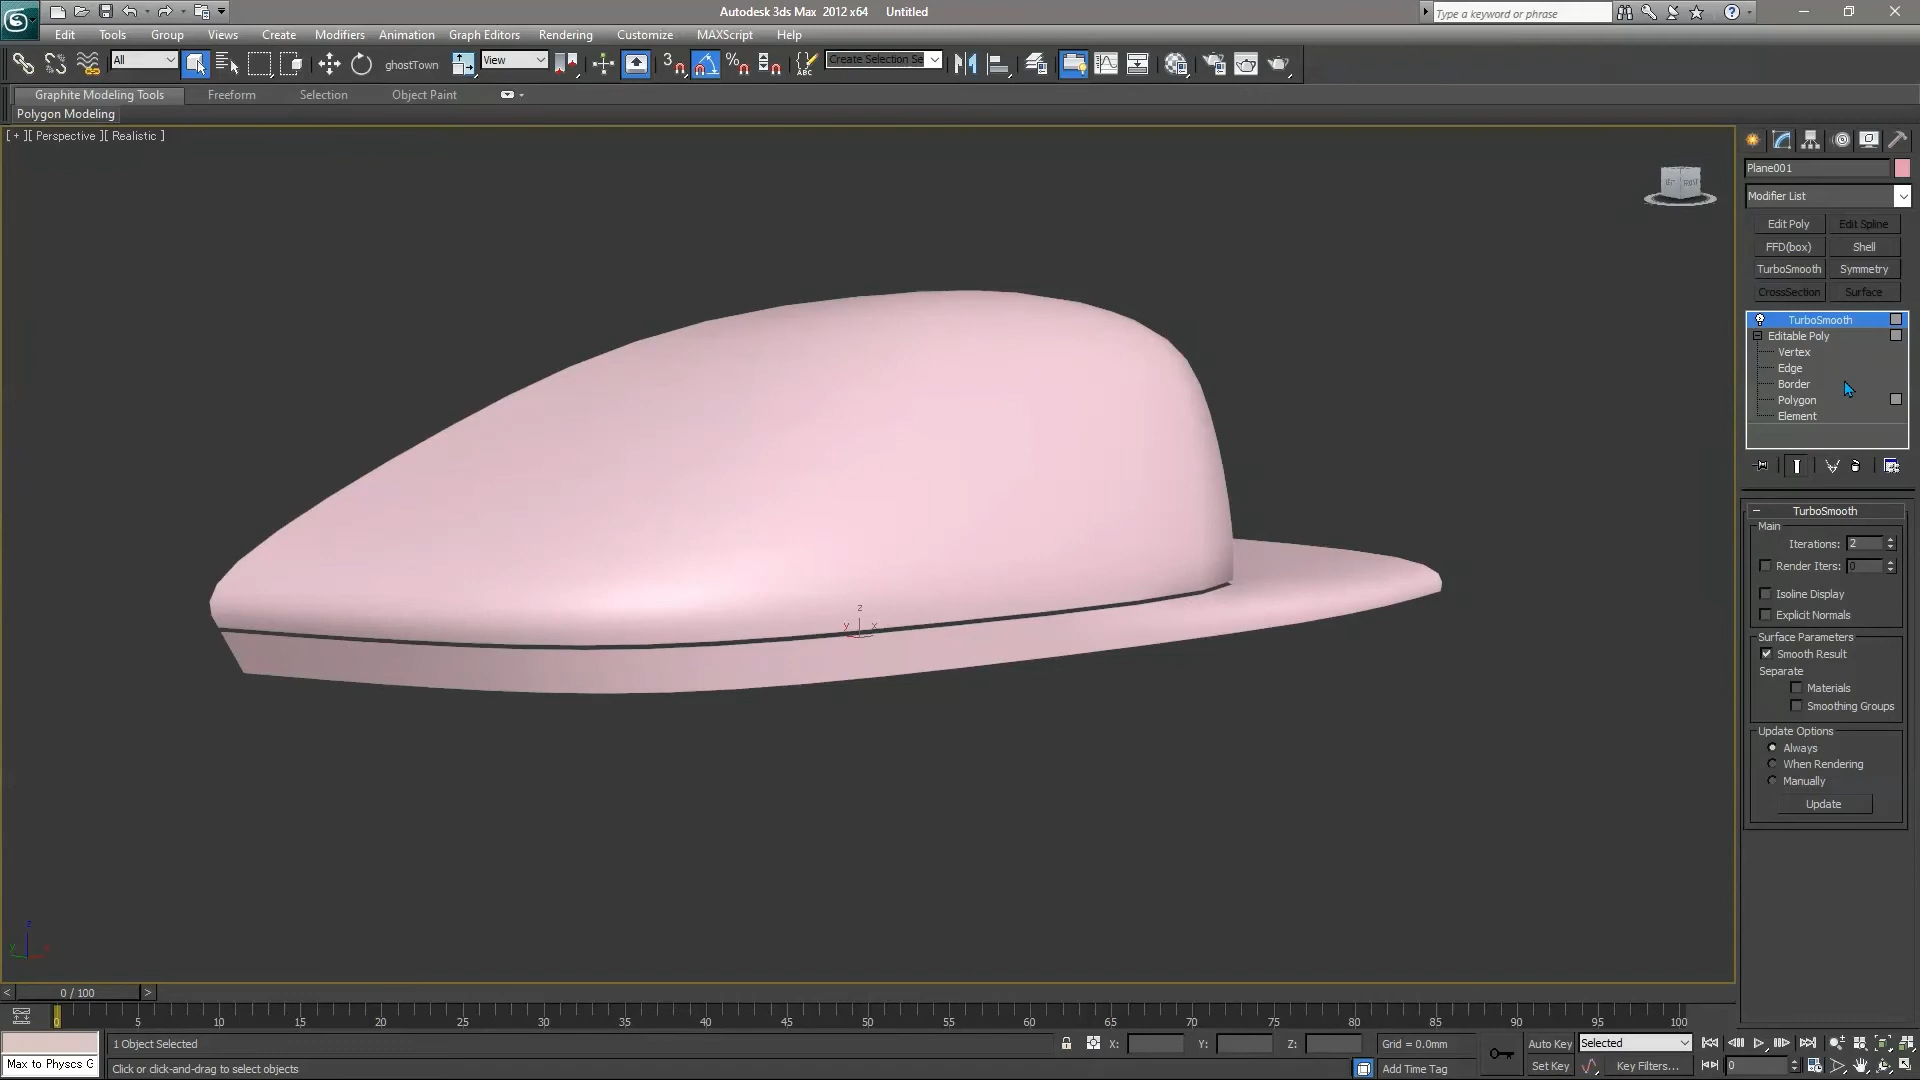 Autodesk 3ds Max 2012 x64 Untitled
Type a keyword or phrase
Edit Tools Group Views Create Modifiers Animation Graph Editors Rendering Customize MAXScript Help
All
ghostTown
View
3
%
ABC
Create Selection Se
Graphite Modeling Tools Freeform Selection Object Paint
Polygon Modeling
[ + ][ Perspective ][ Realistic ]
Plane001
Modifier List
Edit Poly Edit Spline
FFD(box) Shell
TurboSmooth Symmetry
CrossSection Surface
TurboSmooth
Editable Poly
Vertex
Edge
Border
Polygon
Element
TurboSmooth
Main
Iterations: 2
Render Iters: 0
Isoline Display
Explicit Normals
Surface Parameters
Smooth Result
Separate
Materials
Smoothing Groups
Update Options
Always
When Rendering
Manually
Update
z
y x
z
y x
< 0 / 100 >
0 5 10 15 20 25 30 35 40 45 50 55 60 65 70 75 80 85 90 95 100
1 Object Selected X: Y: Z: Grid = 0.0mm Auto Key Selected
Max to Physcs G Click or click-and-drag to select objects Add Time Tag Set Key Key Filters... 0